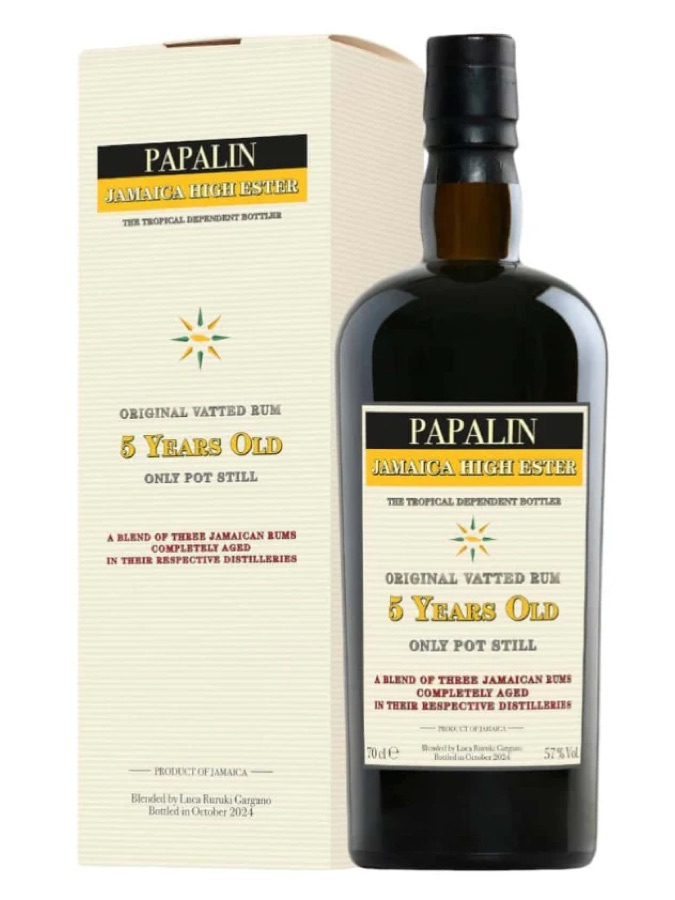 PAPALIN
JAMAICA HIGH ESTER
THE TROPICAL DEPENDENT BOTTLER
ORIGINAL VATTED RUM
5 YEARS OLD
ONLY POT STILL
A BLEND OF THREE JAMAICAN RUMS
COMPLETELY AGED
IN THEIR RESPECTIVE DISTILLERIES
PRODUCT OF JAMAICA
Blended by Luca Ruruki Gargano
Bottled in October 2024
PAPALIN
JAMAICA HIGH ESTER
THE TROPICAL DEPENDENT BOTTLER
ORIGINAL VATTED RUM
5 YEARS OLD
ONLY POT STILL
A BLEND OF THREE JAMAICAN RUMS
COMPLETELY AGED
IN THEIR RESPECTIVE DISTILLERIES
PRODUCT OF JAMAICA
70 cl ℮ Blended by Luca Ruruki Gargano 57% Vol.
Bottled in October 2024